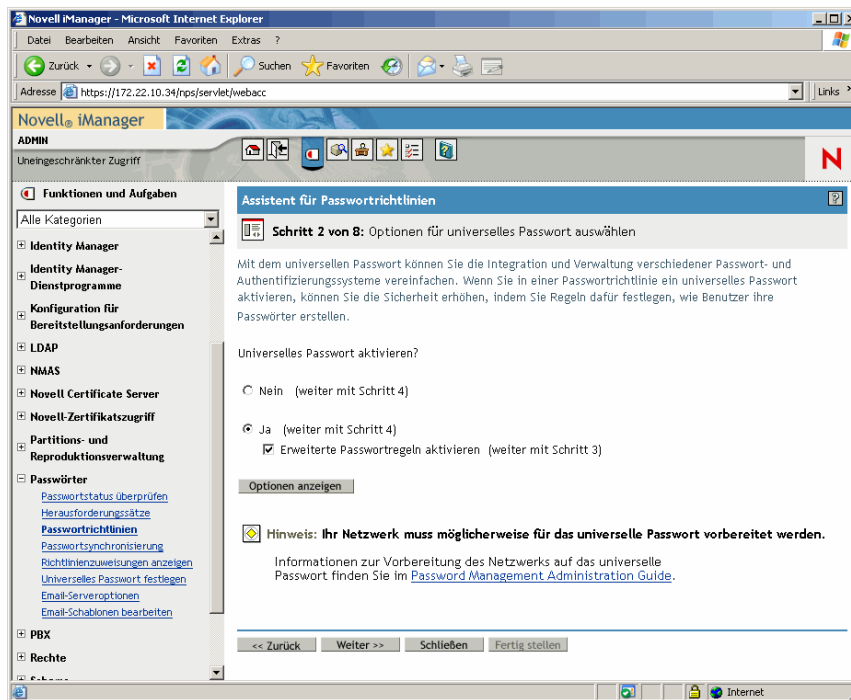 Novell iManager - Microsoft Internet Explorer
Datei Bearbeiten Ansicht Favoriten Extras ?
Zurück Suchen Favoriten
Adresse https://172.22.10.34/nps/servlet/webacc Links
Novell® iManager
ADMIN
Uneingeschränkter Zugriff
N
Funktionen und Aufgaben
Alle Kategorien
Identity Manager
Identity Manager-
Dienstprogramme
Konfiguration für
Bereitstellungsanforderungen
LDAP
NMAS
Novell Certificate Server
Novell-Zertifikatszugriff
Partitions- und
Reproduktionsverwaltung
Passwörter
Passwortstatus überprüfen
Herausforderungssätze
Passwortrichtlinien
Passwortsynchronisierung
Richtlinienzuweisungen anzeigen
Universelles Passwort festlegen
Email-Serveroptionen
Email-Schablonen bearbeiten
PBX
Rechte
Assistent für Passwortrichtlinien
?
Schritt 2 von 8: Optionen für universelles Passwort auswählen
Mit dem universellen Passwort können Sie die Integration und Verwaltung verschiedener Passwort- und
Authentifizierungssysteme vereinfachen. Wenn Sie in einer Passwortrichtlinie ein universelles Passwort
aktivieren, können Sie die Sicherheit erhöhen, indem Sie Regeln dafür festlegen, wie Benutzer ihre
Passwörter erstellen.
Universelles Passwort aktivieren?
Nein (weiter mit Schritt 4)
Ja (weiter mit Schritt 4)
Erweiterte Passwortregeln aktivieren (weiter mit Schritt 3)
Optionen anzeigen
Hinweis: Ihr Netzwerk muss möglicherweise für das universelle Passwort vorbereitet werden.
Informationen zur Vorbereitung des Netzwerks auf das universelle
Passwort finden Sie im Password Management Administration Guide.
<< Zurück Weiter >> Schließen Fertig stellen
Internet